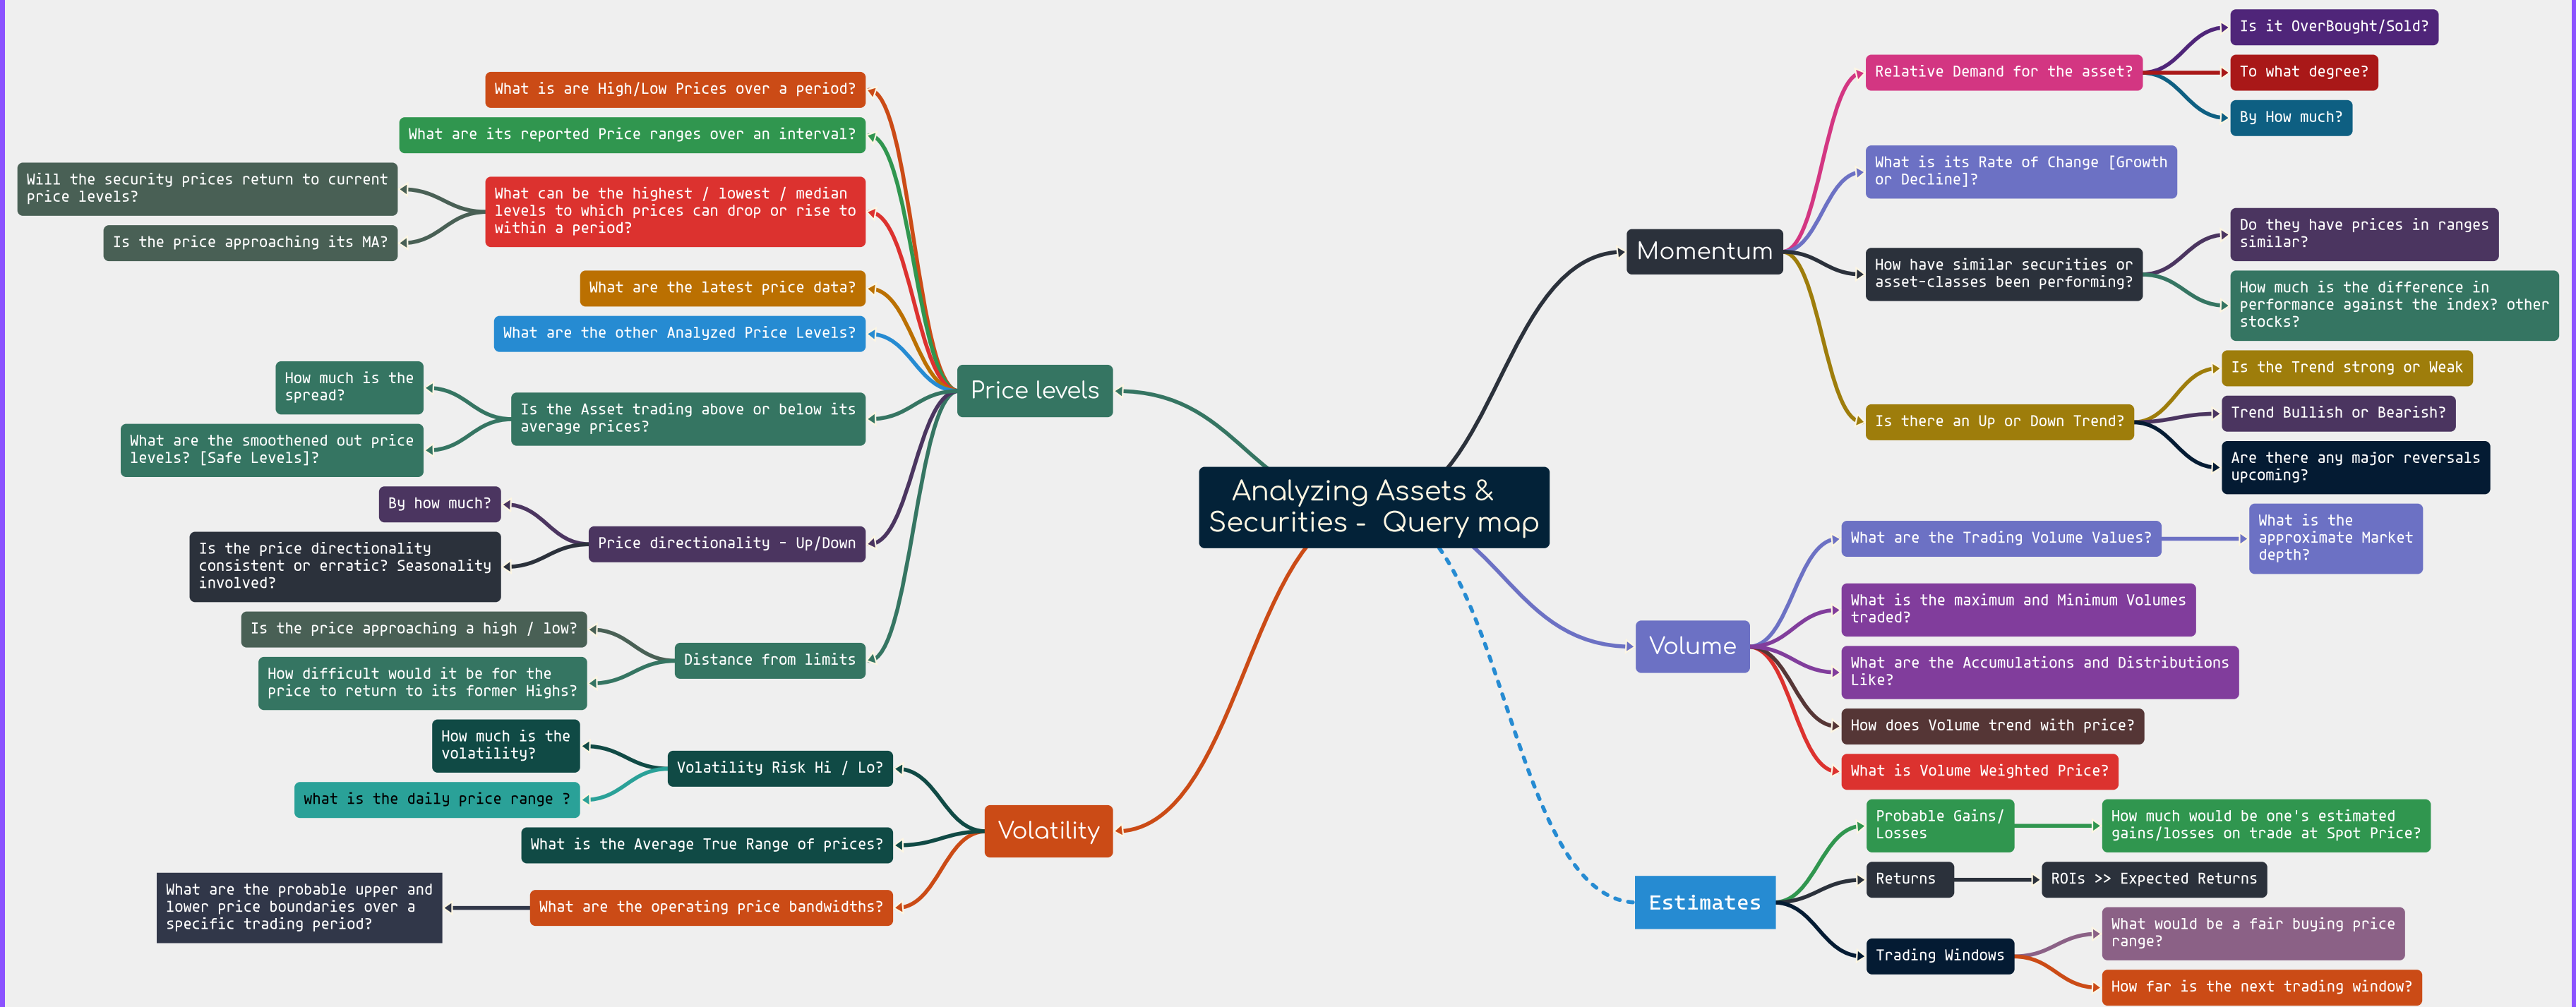 Analyzing Assets &
Securities - Query map
Price levels
What is are High/Low Prices over a period?
What are its reported Price ranges over an interval?
What can be the highest / lowest / median
levels to which prices can drop or rise to
within a period?
Will the security prices return to current
price levels?
Is the price approaching its MA?
What are the latest price data?
What are the other Analyzed Price Levels?
Is the Asset trading above or below its
average prices?
How much is the
spread?
What are the smoothened out price
levels? [Safe Levels]?
Price directionality - Up/Down
By how much?
Is the price directionality
consistent or erratic? Seasonality
involved?
Distance from limits
Is the price approaching a high / low?
How difficult would it be for the
price to return to its former Highs?
Volatility
Volatility Risk Hi / Lo?
How much is the
volatility?
what is the daily price range ?
What is the Average True Range of prices?
What are the operating price bandwidths?
What are the probable upper and
lower price boundaries over a
specific trading period?
Momentum
Relative Demand for the asset?
Is it OverBought/Sold?
To what degree?
By How much?
What is its Rate of Change [Growth
or Decline]?
How have similar securities or
asset-classes been performing?
Do they have prices in ranges
similar?
How much is the difference in
performance against the index? other
stocks?
Is there an Up or Down Trend?
Is the Trend strong or Weak
Trend Bullish or Bearish?
Are there any major reversals
upcoming?
Volume
What are the Trading Volume Values?
What is the
approximate Market
depth?
What is the maximum and Minimum Volumes
traded?
What are the Accumulations and Distributions
Like?
How does Volume trend with price?
What is Volume Weighted Price?
Estimates
Probable Gains/
Losses
How much would be one's estimated
gains/losses on trade at Spot Price?
Returns
ROIs >> Expected Returns
Trading Windows
What would be a fair buying price
range?
How far is the next trading window?